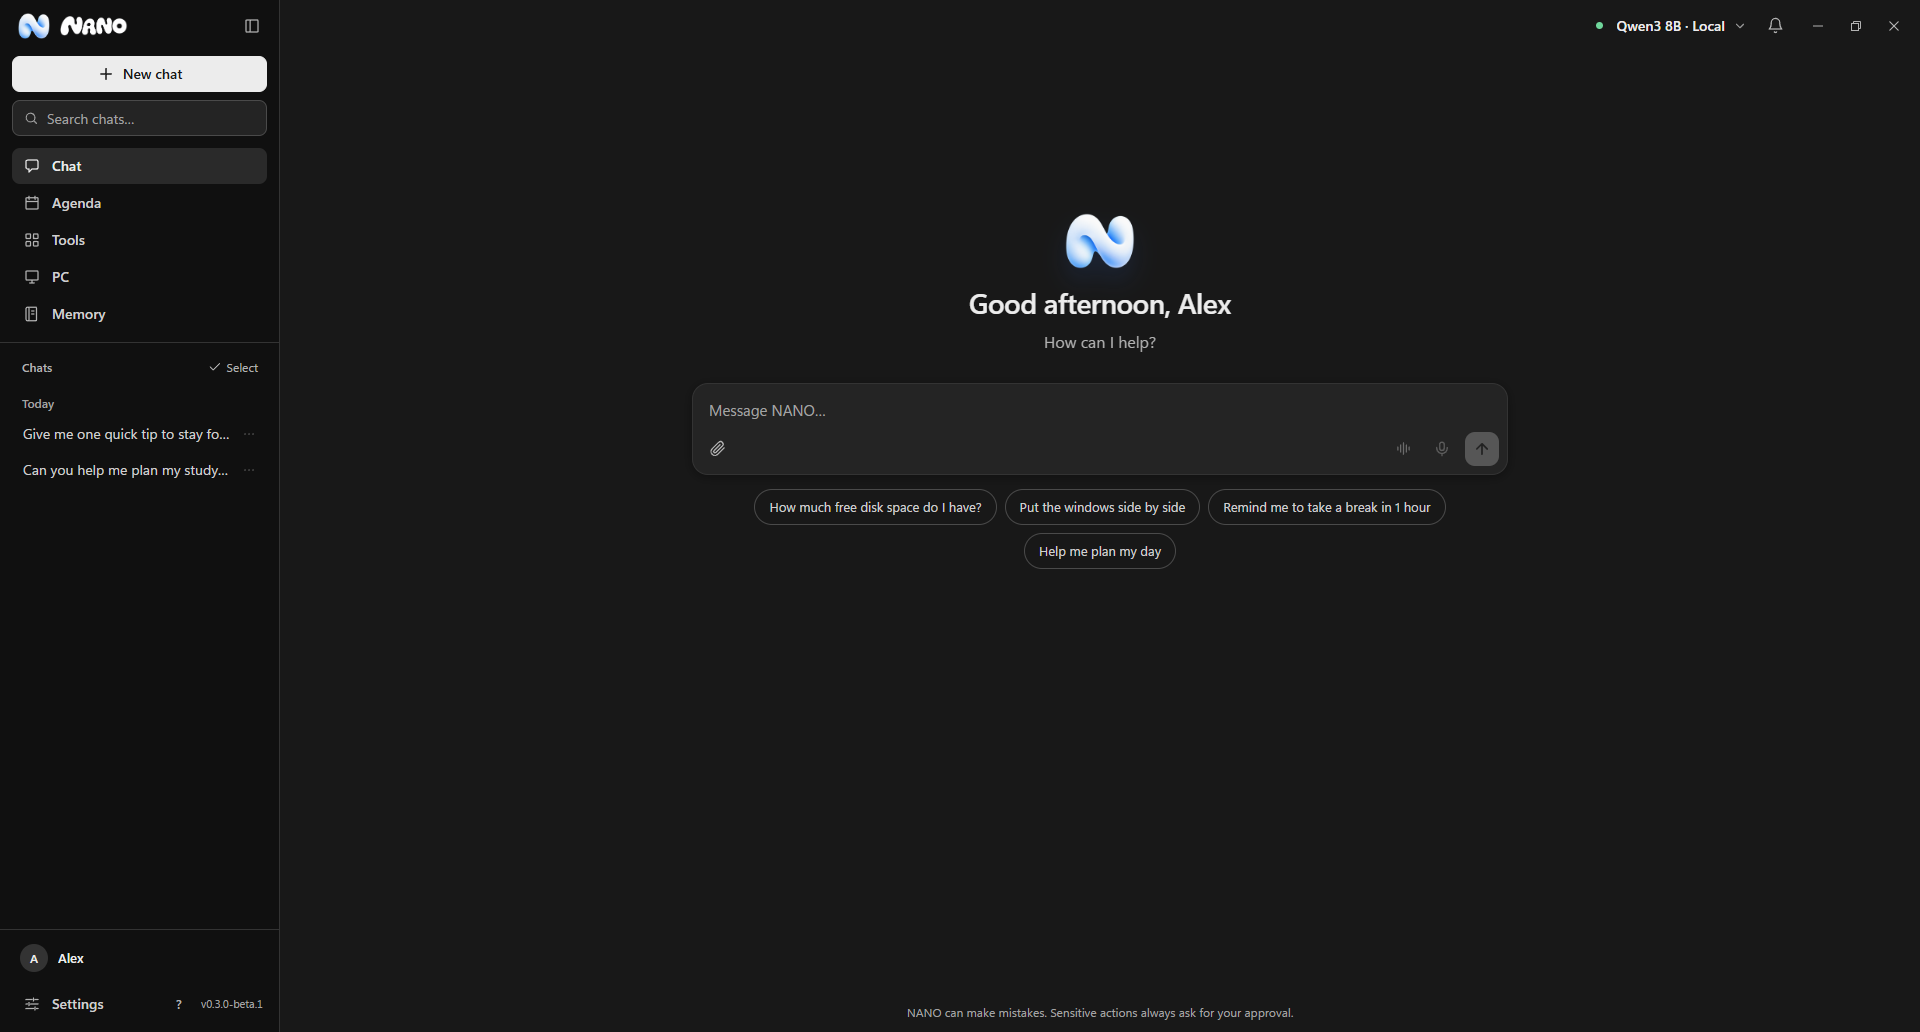 NANO
New chat
Search chats...
Chat
Agenda
Tools
PC
Memory
Chats
Select
Today
Give me one quick tip to stay fo...
Can you help me plan my study...
A
Alex
Settings
?
v0.3.0-beta.1
Qwen3 8B · Local
Good afternoon, Alex
How can I help?
Message NANO...
How much free disk space do I have?
Put the windows side by side
Remind me to take a break in 1 hour
Help me plan my day
NANO can make mistakes. Sensitive actions always ask for your approval.